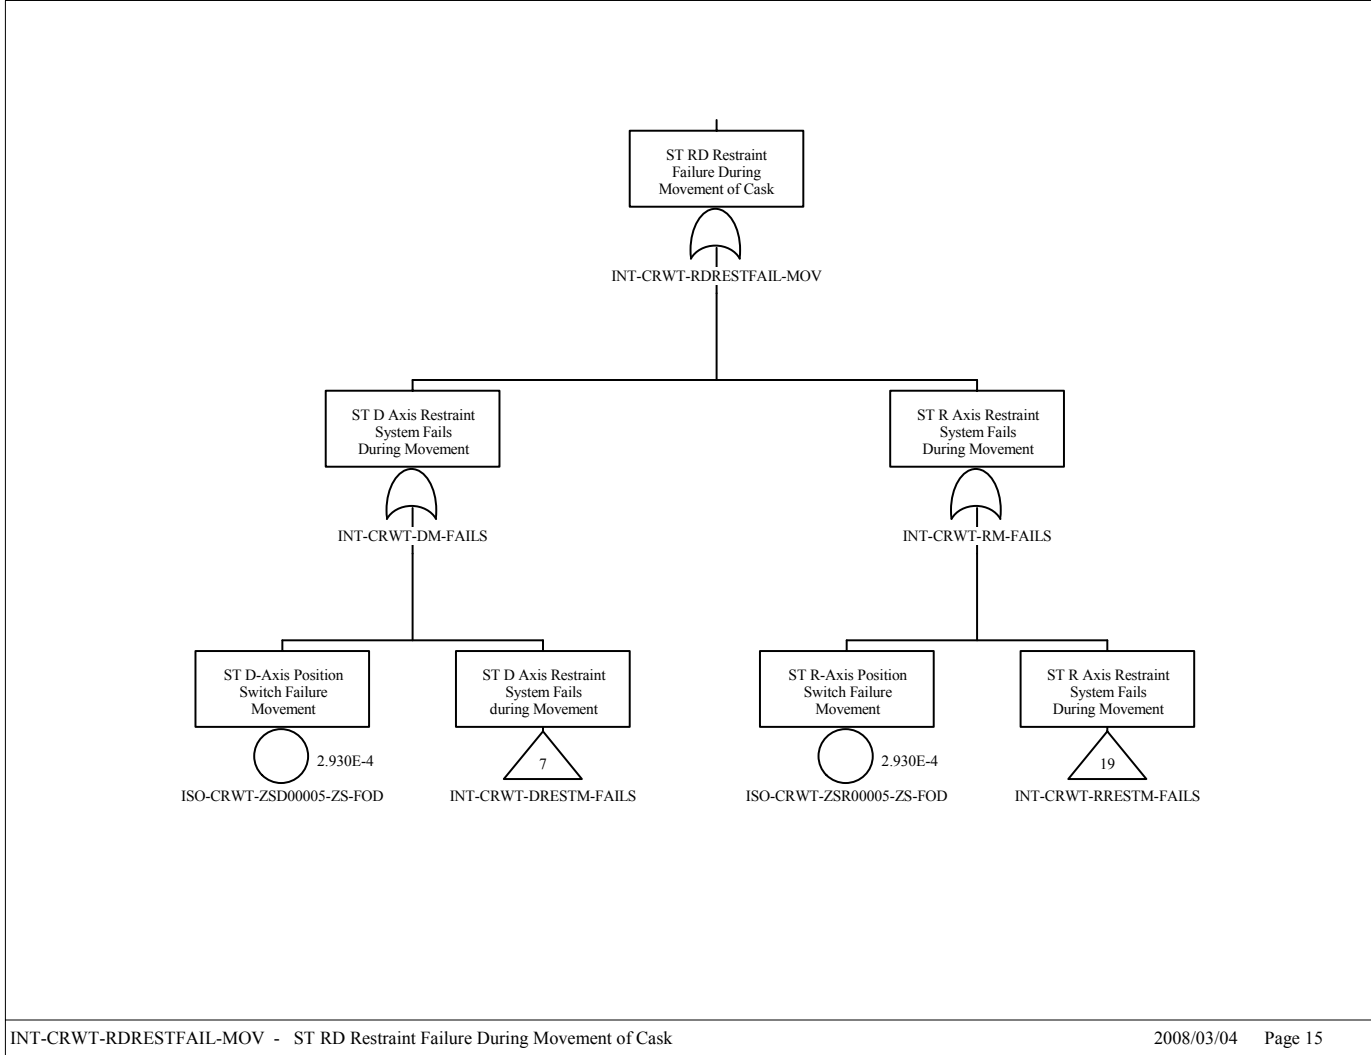 ST RD Restraint
Failure During
Movement of Cask
INT-CRWT-RDRESTFAIL-MOV
ST D Axis Restraint
System Fails
During Movement
INT-CRWT-DM-FAILS
ST R Axis Restraint
System Fails
During Movement
INT-CRWT-RM-FAILS
ST D-Axis Position
Switch Failure
Movement
2.930E-4
ISO-CRWT-ZSD00005-ZS-FOD
ST D Axis Restraint
System Fails
during Movement
7
INT-CRWT-DRESTM-FAILS
ST R-Axis Position
Switch Failure
Movement
2.930E-4
ISO-CRWT-ZSR00005-ZS-FOD
ST R Axis Restraint
System Fails
During Movement
19
INT-CRWT-RRESTM-FAILS
INT-CRWT-RDRESTFAIL-MOV - ST RD Restraint Failure During Movement of Cask 2008/03/04 Page 15